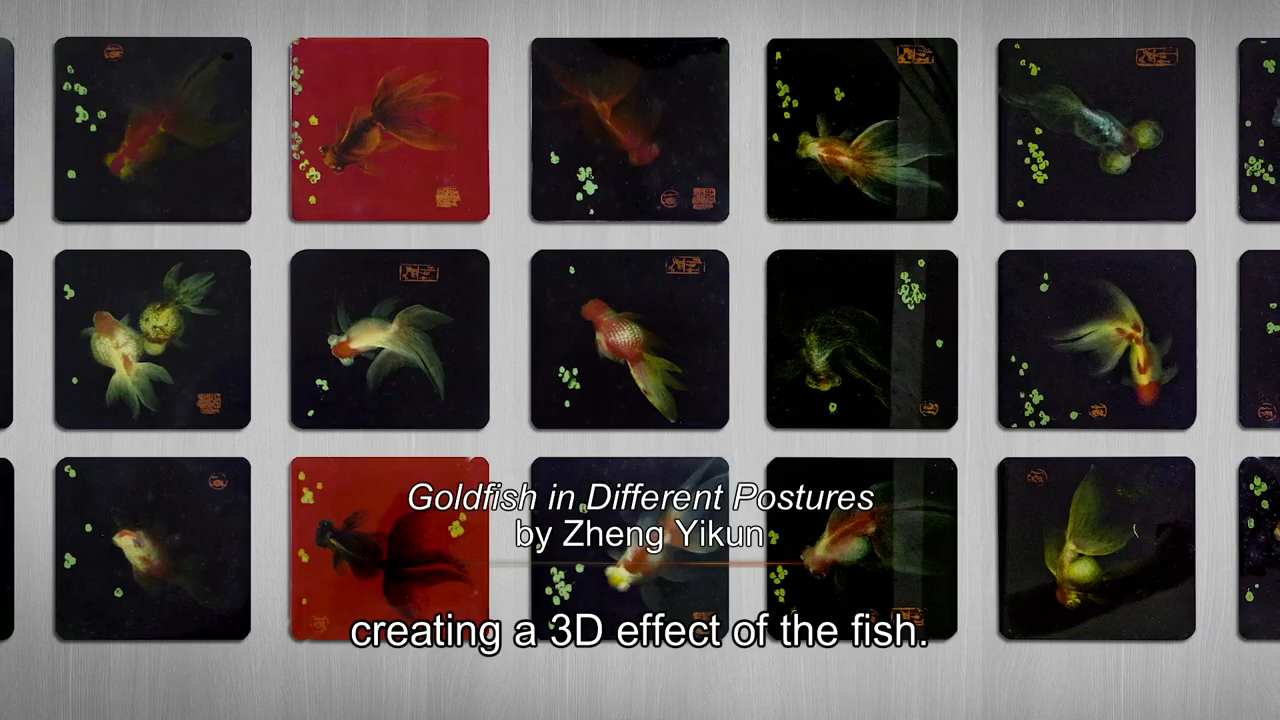 Goldfish in Different Postures
by Zheng Yikun
creating a 3D effect of the fish.